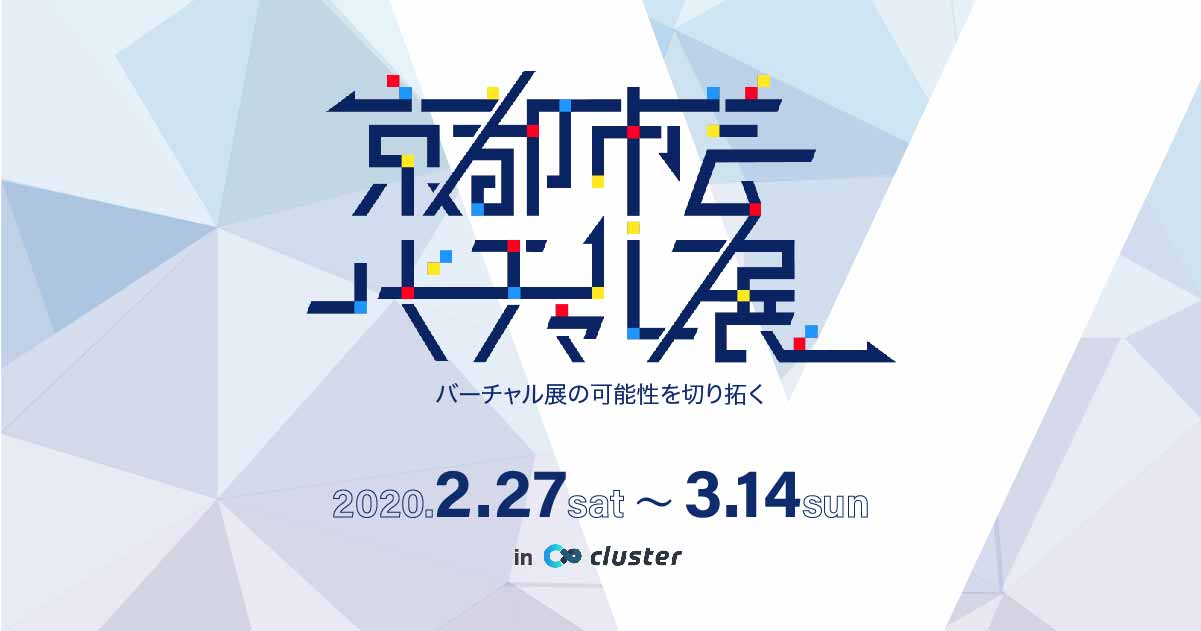 京都市芸
バーチャル展
バーチャル展の可能性を切り拓く
2020.2.27sat ～ 3.14sun
in cluster